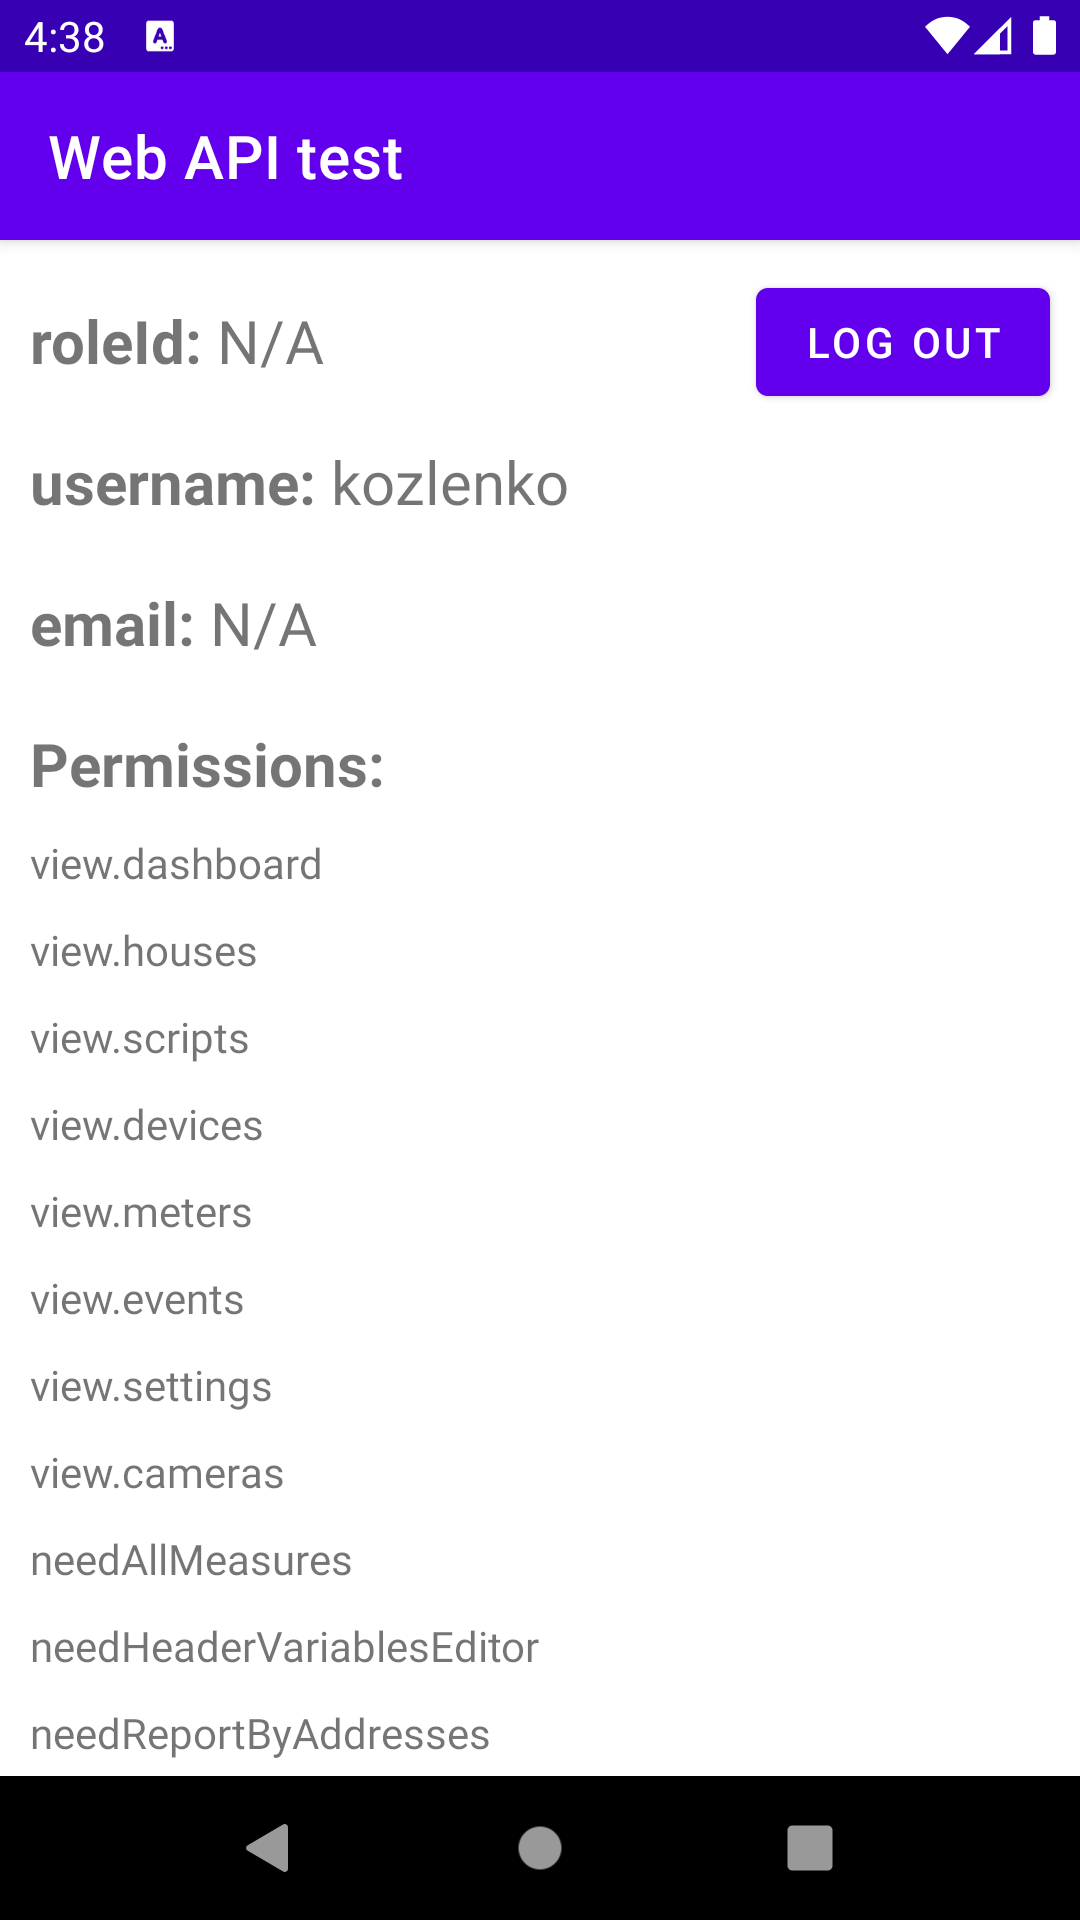 4:38
Web API test
roleId: N/A
LOG OUT
username: kozlenko
email: N/A
Permissions:
view.dashboard
view.houses
view.scripts
view.devices
view.meters
view.events
view.settings
view.cameras
needAllMeasures
needHeaderVariablesEditor
needReportByAddresses